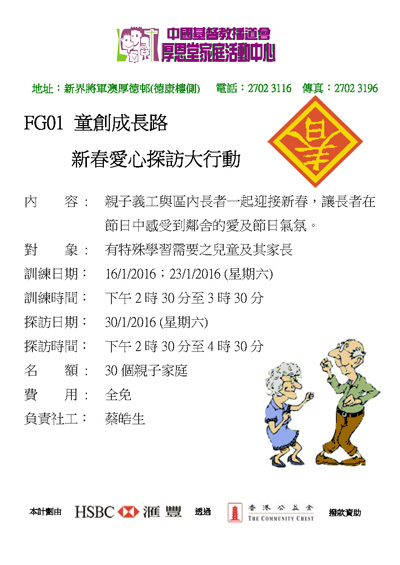 中國基督教播道會
厚恩堂家庭活動中心
地址：新界將軍澳厚德邨(德康樓側) 電話：2702 3116 傳真：2702 3196
FG01 童創成長路
新春愛心探訪大行動
春
內 容： 親子義工與區內長者一起迎接新春，讓長者在
節日中感受到鄰舍的愛及節日氣氛。
對 象： 有特殊學習需要之兒童及其家長
訓練日期： 16/1/2016；23/1/2016 (星期六)
訓練時間： 下午 2 時 30 分至 3 時 30 分
探訪日期： 30/1/2016 (星期六)
探訪時間： 下午 2 時 30 分至 4 時 30 分
名 額： 30 個親子家庭
費 用： 全免
負責社工： 蔡皓生
本計劃由 HSBC 滙豐 透過 香港公益金 THE COMMUNITY CHEST 撥款資助